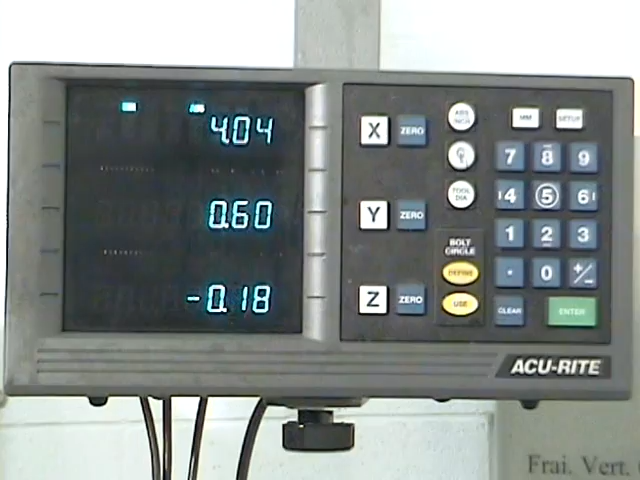 4.04
0.60
-0.18
X ZERO
Y ZERO
Z ZERO
ABS
INCR
TOOL
DIA
BOLT
CIRCLE
DEFINE
USE
MM SETUP
7 8 9
4 5 6
1 2 3
. 0 +/-
CLEAR ENTER
ACU-RITE
Frai. Vert.